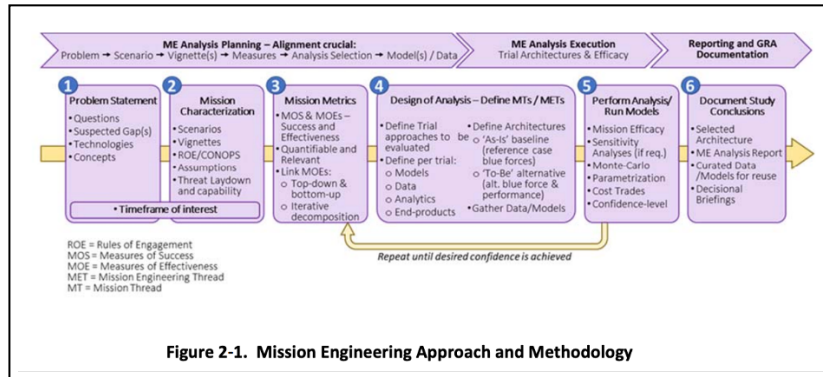 ME Analysis Planning – Alignment crucial:
Problem → Scenario → Vignette(s) → Measures → Analysis Selection → Model(s) / Data
ME Analysis Execution
Trial Architectures & Efficacy
Reporting and GRA
Documentation
1
Problem Statement
• Questions
• Suspected Gap(s)
• Technologies
• Concepts
2
Mission
Characterization
• Scenarios
• Vignettes
• ROE/CONOPS
• Assumptions
• Threat Laydown
and capability
• Timeframe of interest
3
Mission Metrics
• MOS & MOEs –
Success and
Effectiveness
• Quantifiable and
Relevant
• Link MOEs:
o Top-down &
bottom-up
o Iterative
decomposition
4
Design of Analysis – Define MTs / METs
• Define Trial
approaches to be
evaluated
• Define per trial:
o Models
o Data
o Analytics
o End-products
• Define Architectures
o 'As-Is' baseline
(reference case
blue forces)
o 'To-Be' alternative
(alt. blue force &
performance)
• Gather Data/Models
5
Perform Analysis/
Run Models
• Mission Efficacy
• Sensitivity
Analyses (if req.)
• Monte-Carlo
• Parametrization
• Cost Trades
• Confidence-level
6
Document Study
Conclusions
• Selected
Architecture
• ME Analysis Report
• Curated Data
/Models for reuse
• Decisional
Briefings
Repeat until desired confidence is achieved
ROE = Rules of Engagement
MOS = Measures of Success
MOE = Measures of Effectiveness
MET = Mission Engineering Thread
MT = Mission Thread
Figure 2-1. Mission Engineering Approach and Methodology